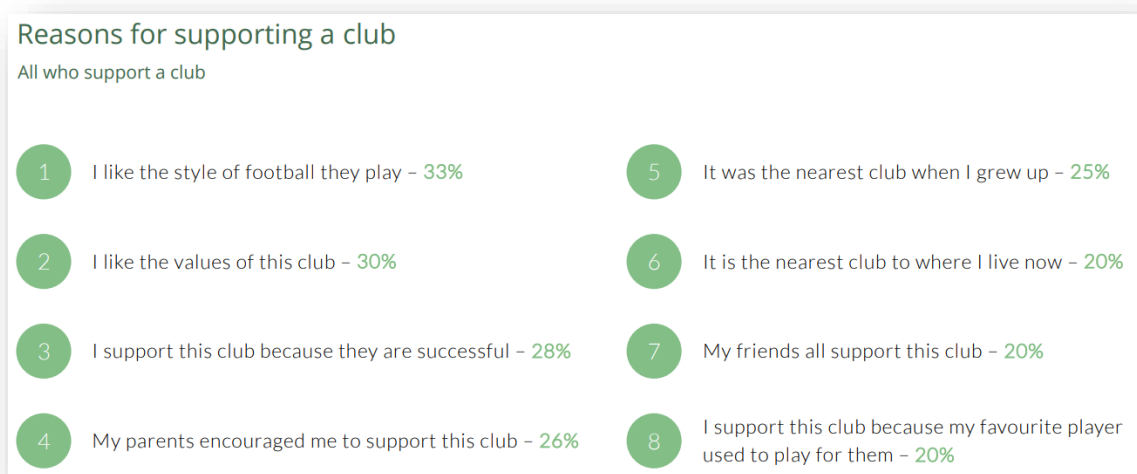 Reasons for supporting a club
All who support a club
1 I like the style of football they play – 33%
2 I like the values of this club – 30%
3 I support this club because they are successful – 28%
4 My parents encouraged me to support this club – 26%
5 It was the nearest club when I grew up – 25%
6 It is the nearest club to where I live now – 20%
7 My friends all support this club – 20%
8 I support this club because my favourite player
used to play for them – 20%